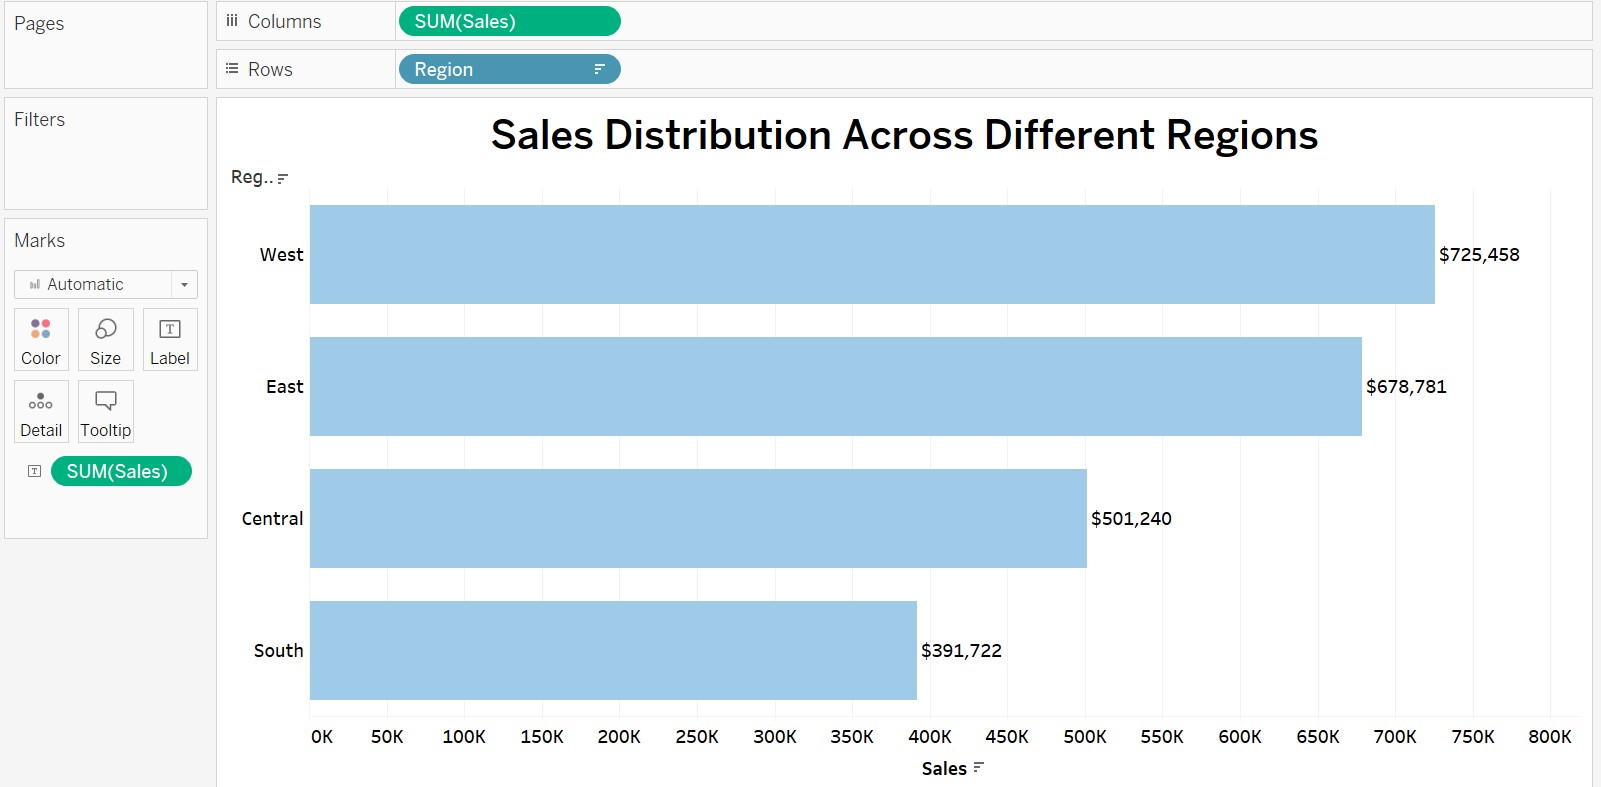 Pages
Columns
SUM(Sales)
Rows
Region
Filters
Marks
Automatic
Color
Size
Label
Detail
Tooltip
SUM(Sales)
Sales Distribution Across Different Regions
Reg..
West
$725,458
East
$678,781
Central
$501,240
South
$391,722
0K 50K 100K 150K 200K 250K 300K 350K 400K 450K 500K 550K 600K 650K 700K 750K 800K
Sales